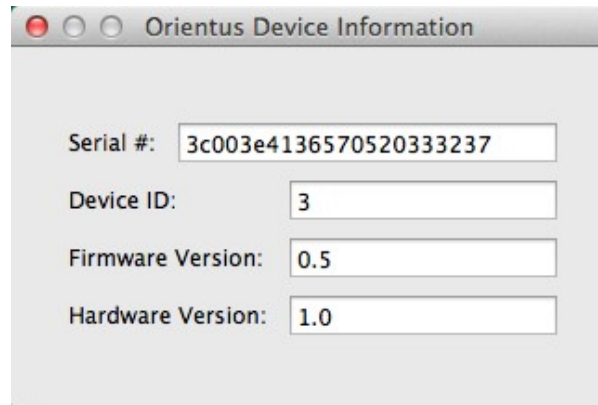 Orientus Device Information
Serial #: 3c003e4136570520333237
Device ID: 3
Firmware Version: 0.5
Hardware Version: 1.0